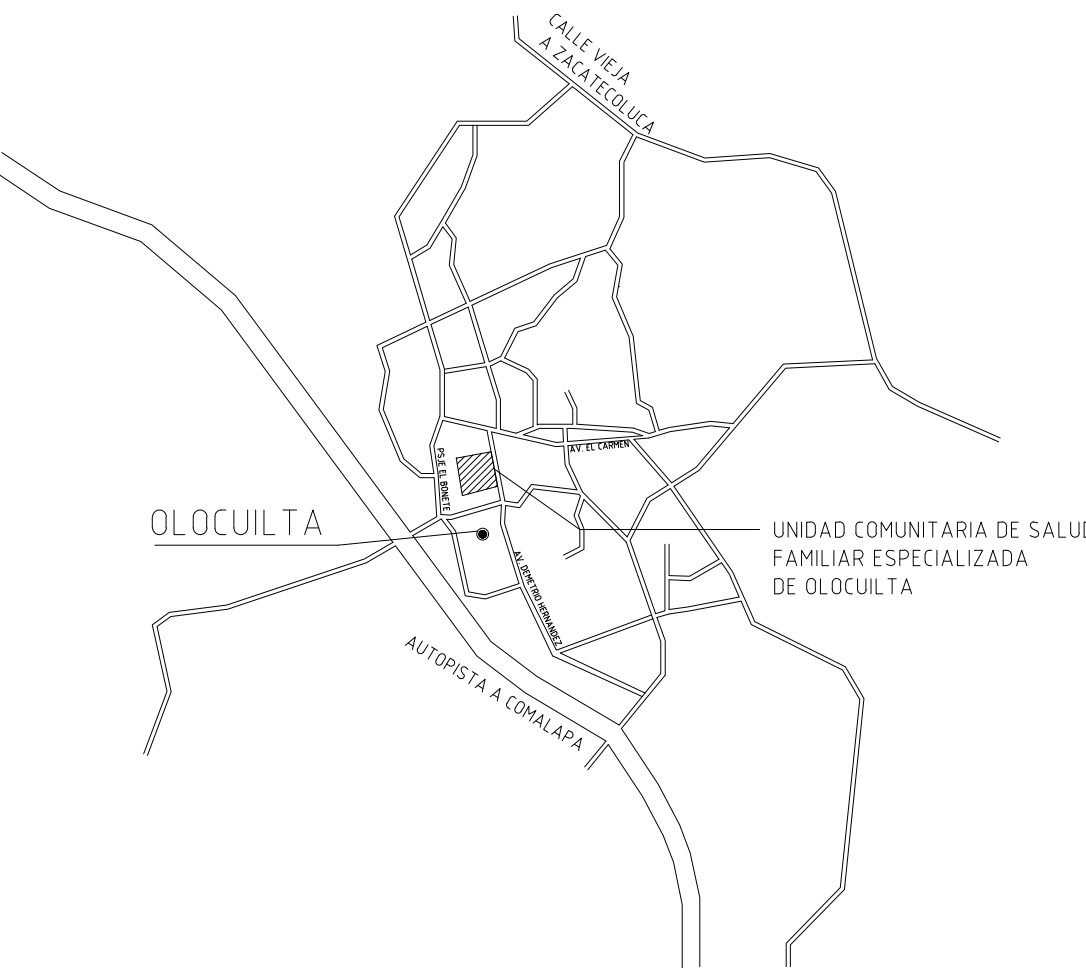 CALLE VIEJA
A ZACATECOLUCA
AV. EL CARMEN
PSJE EL BONETE
OLOCUILTA
UNIDAD COMUNITARIA DE SALUD
FAMILIAR ESPECIALIZADA
DE OLOCUILTA
AV. DEMETRIO HERNANDEZ
AUTOPISTA A COMALAPA